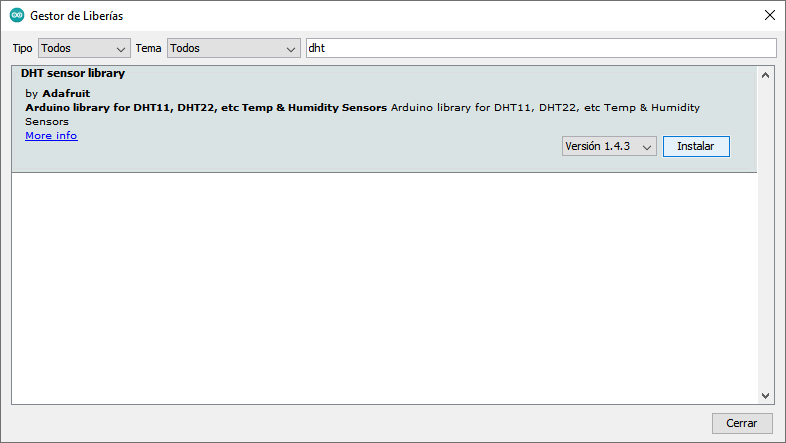 Gestor de Liberías
Tipo Todos Tema Todos dht
DHT sensor library
by Adafruit
Arduino library for DHT11, DHT22, etc Temp & Humidity Sensors Arduino library for DHT11, DHT22, etc Temp & Humidity
Sensors
More info
Versión 1.4.3 Instalar
Cerrar